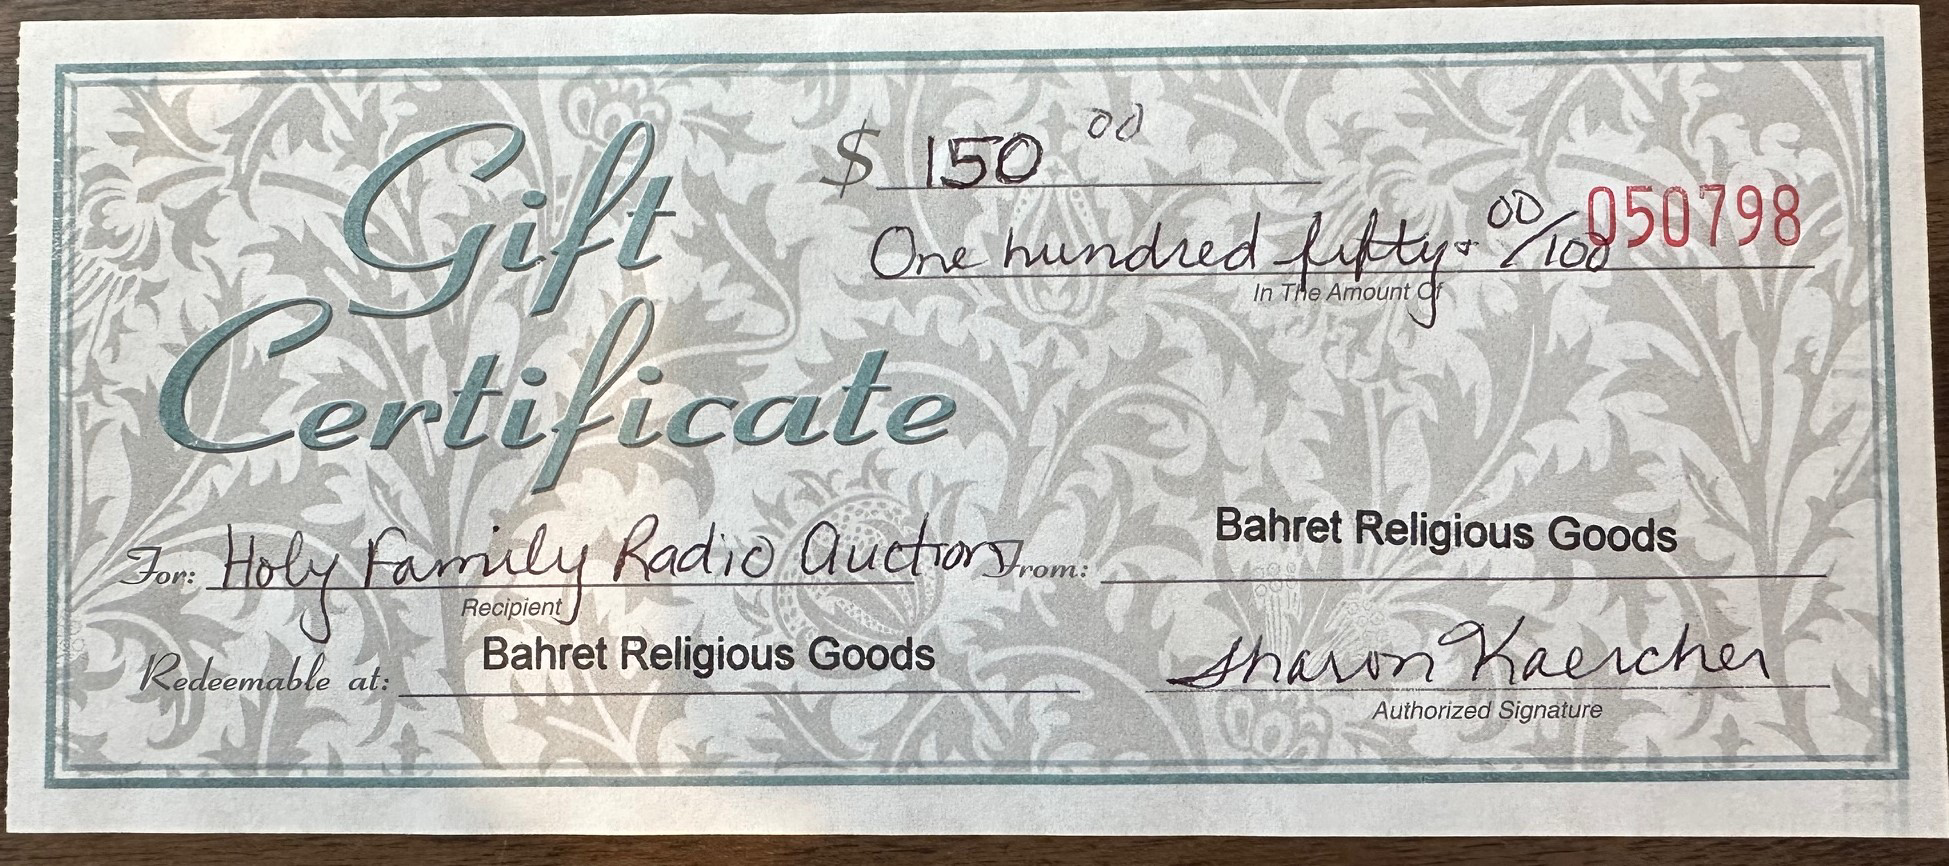 Gift
Certificate
$ 150 00
050798
One hundred fifty & 00/100
In The Amount Of
For: Holy Family Radio Auction
Recipient
From: Bahret Religious Goods
Redeemable at: Bahret Religious Goods
Sharon Kaercher
Authorized Signature